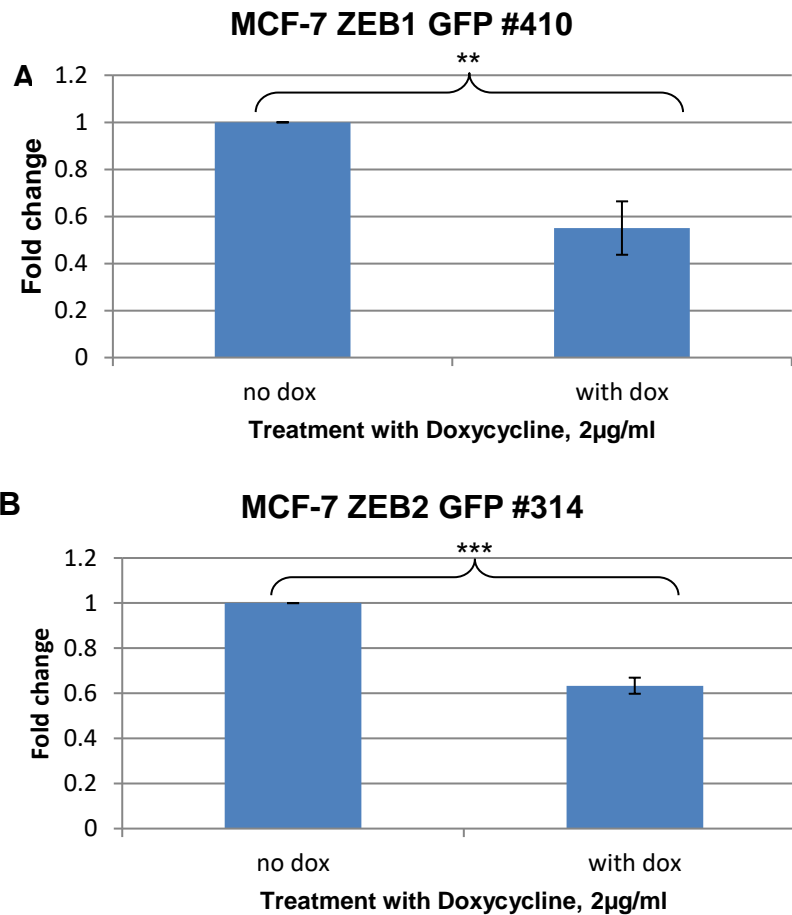 MCF-7 ZEB1 GFP #410
A
**
1.2
1
0.8
0.6
0.4
0.2
0
Fold change
no dox with dox
Treatment with Doxycycline, 2µg/ml
B
MCF-7 ZEB2 GFP #314
***
1.2
1
0.8
0.6
0.4
0.2
0
Fold change
no dox with dox
Treatment with Doxycycline, 2µg/ml